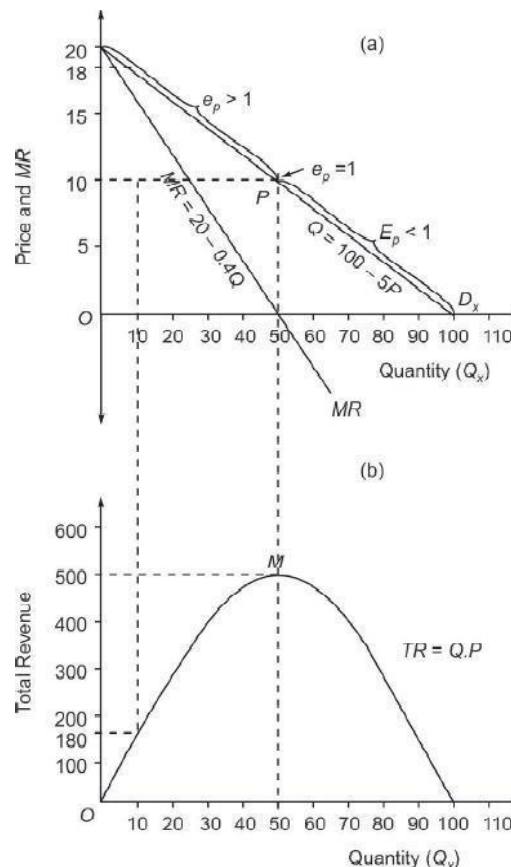 (a)
20
18
e_p > 1
15
Price and MR
10
e_p = 1
P
MR = 20 – 0.4Q
E_p < 1
Q = 100 – 5P
5
D_x
O
10 20 30 40 50 60 70 80 90 100 110
Quantity (Q_x)
MR
(b)
600
M
500
400
Total Revenue
TR = Q.P
300
200
180
100
O
10 20 30 40 50 60 70 80 90 100 110
Quantity (Q_x)